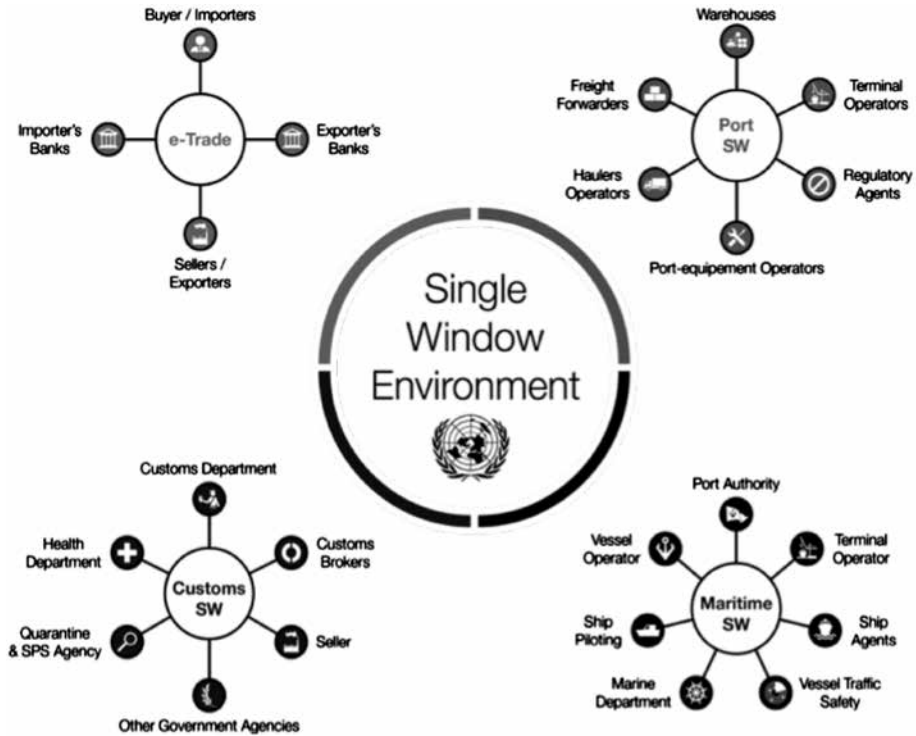 Buyer / Importers
Importer's
Banks
e-Trade
Exporter's
Banks
Sellers /
Exporters
Warehouses
Freight
Forwarders
Terminal
Operators
Port
SW
Haulers
Operators
Regulatory
Agents
Port-equipement Operators
Single
Window
Environment
Customs Department
Health
Department
Customs
Brokers
Customs
SW
Quarantine
& SPS Agency
Seller
Other Government Agencies
Port Authority
Vessel
Operator
Terminal
Operator
Maritime
SW
Ship
Piloting
Ship
Agents
Marine
Department
Vessel Traffic
Safety